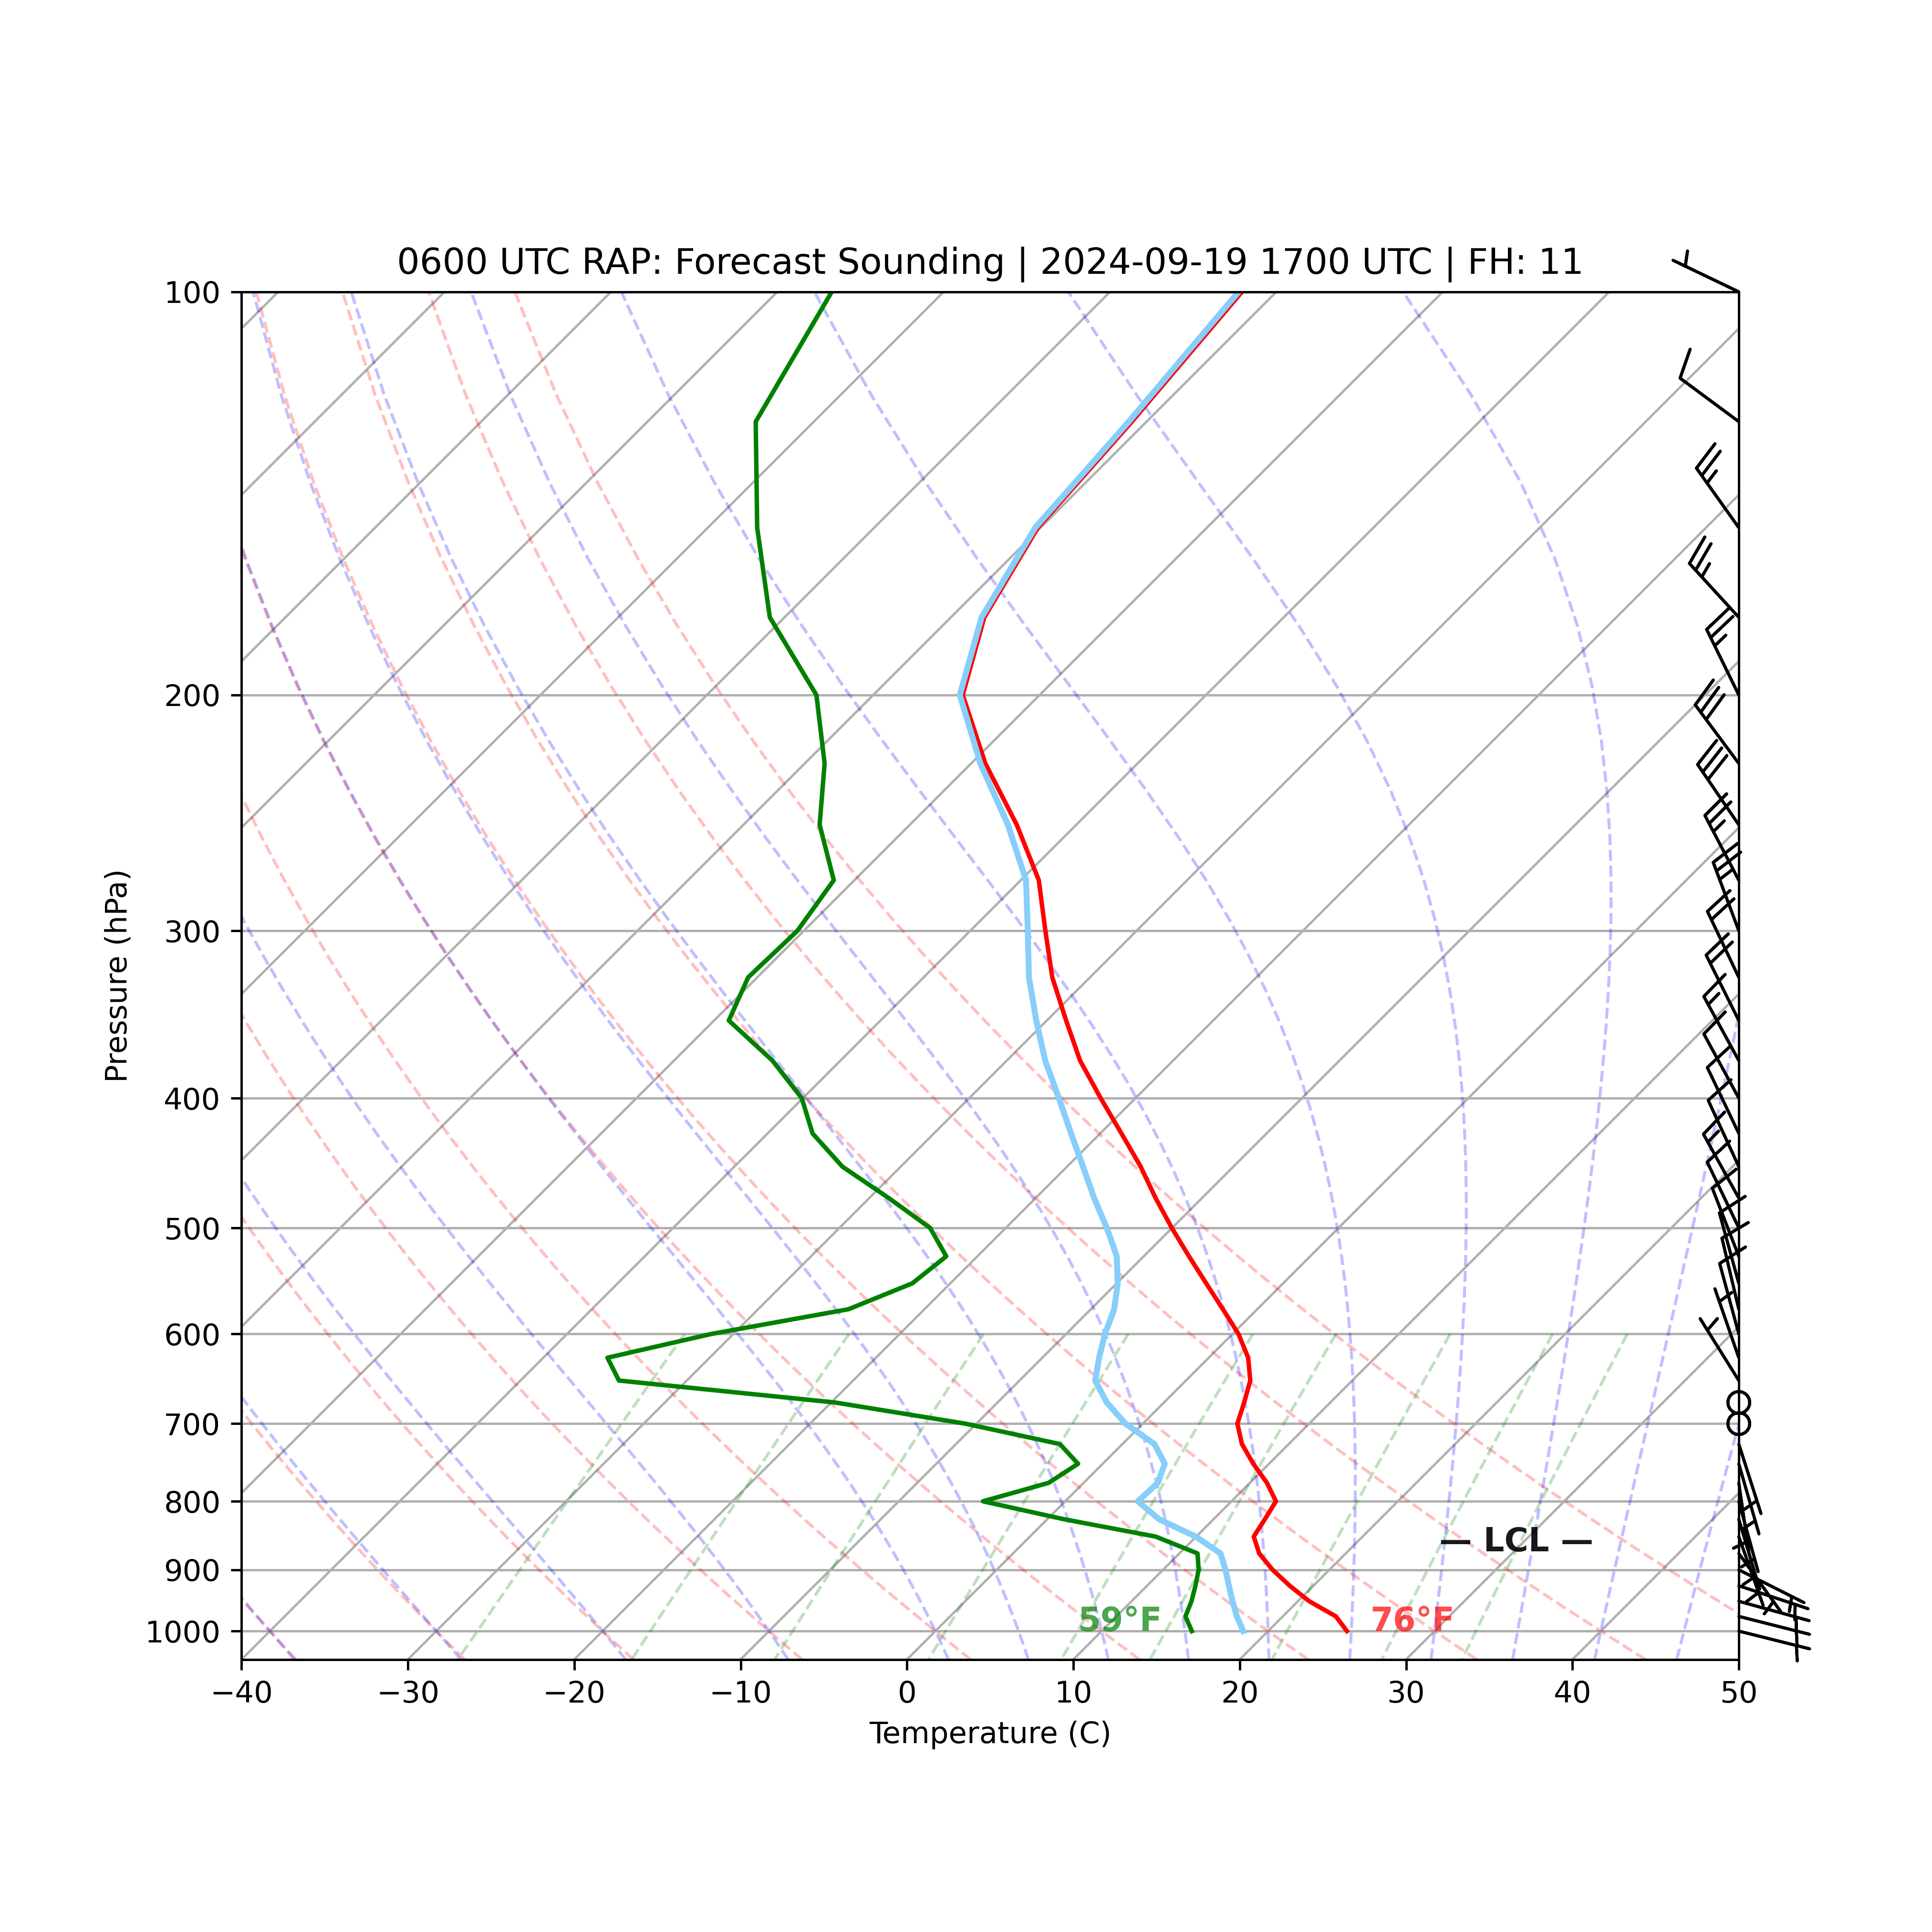 0600 UTC RAP: Forecast Sounding | 2024-09-19 1700 UTC | FH: 11
100
200
300
400
500
600
700
800
900
1000
Pressure (hPa)
— LCL —
59°F
76°F
−40 −30 −20 −10 0 10 20 30 40 50
Temperature (C)